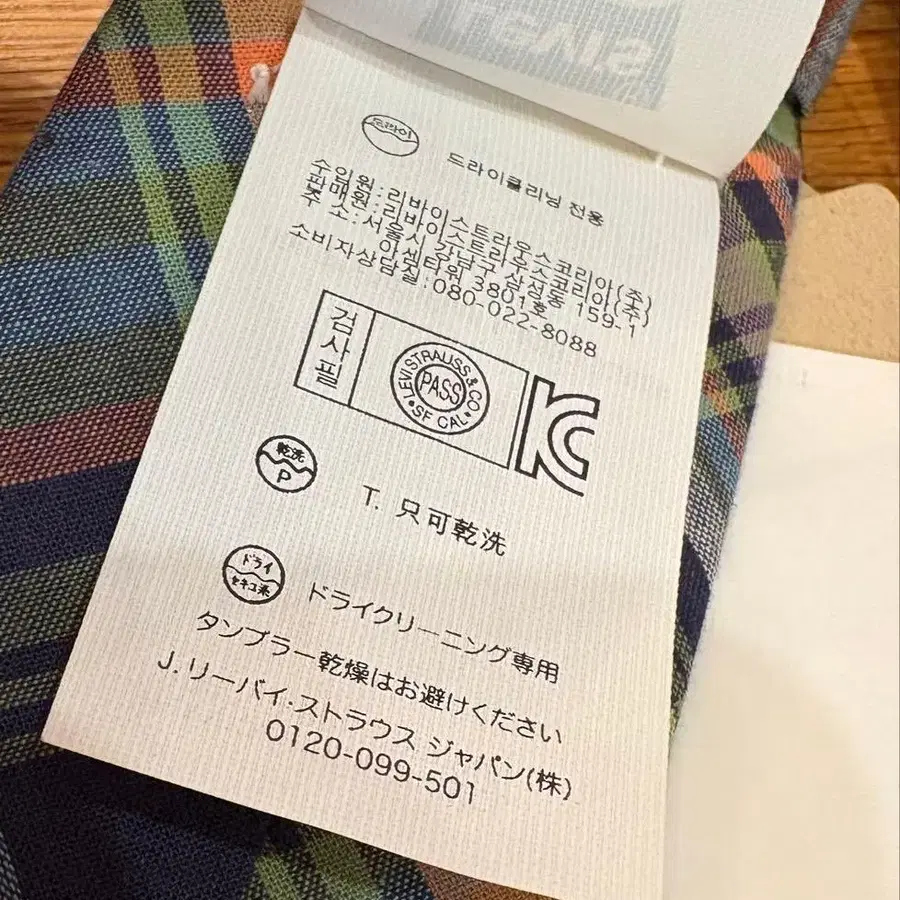 드라이
드라이클리닝 전용
수입원:리바이스트라우스코리아(주)
판매원:리바이스트라우스코리아(주)
주 소:서울시 강남구 삼성동 159-1
아셈타워 3801호
소비자상담실:080-022-8088
검사필
LEVI STRAUSS & CO
PASS
SF CAL
乾洗
P
T. 只可乾洗
ドライ
セキユ系
ドライクリーニング専用
タンブラー乾燥はお避けください
J. リーバイ・ストラウス ジャパン(株)
0120-099-501